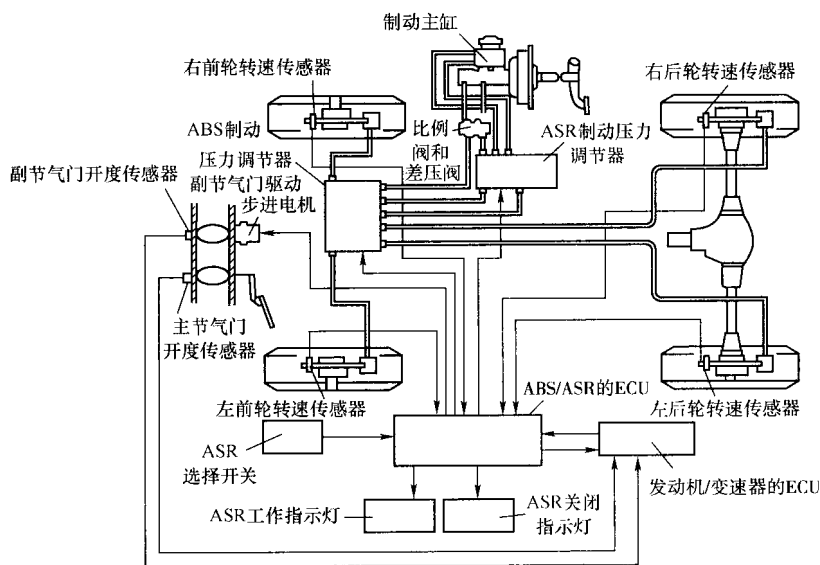 制动主缸
右前轮转速传感器
右后轮转速传感器
ABS制动
压力调节器
比例
阀和
差压阀
ASR制动压力
调节器
副节气门开度传感器
副节气门驱动
步进电机
主节气门
开度传感器
左前轮转速传感器
ABS/ASR的ECU
左后轮转速传感器
ASR
选择开关
发动机/变速器的ECU
ASR工作指示灯
ASR关闭
指示灯